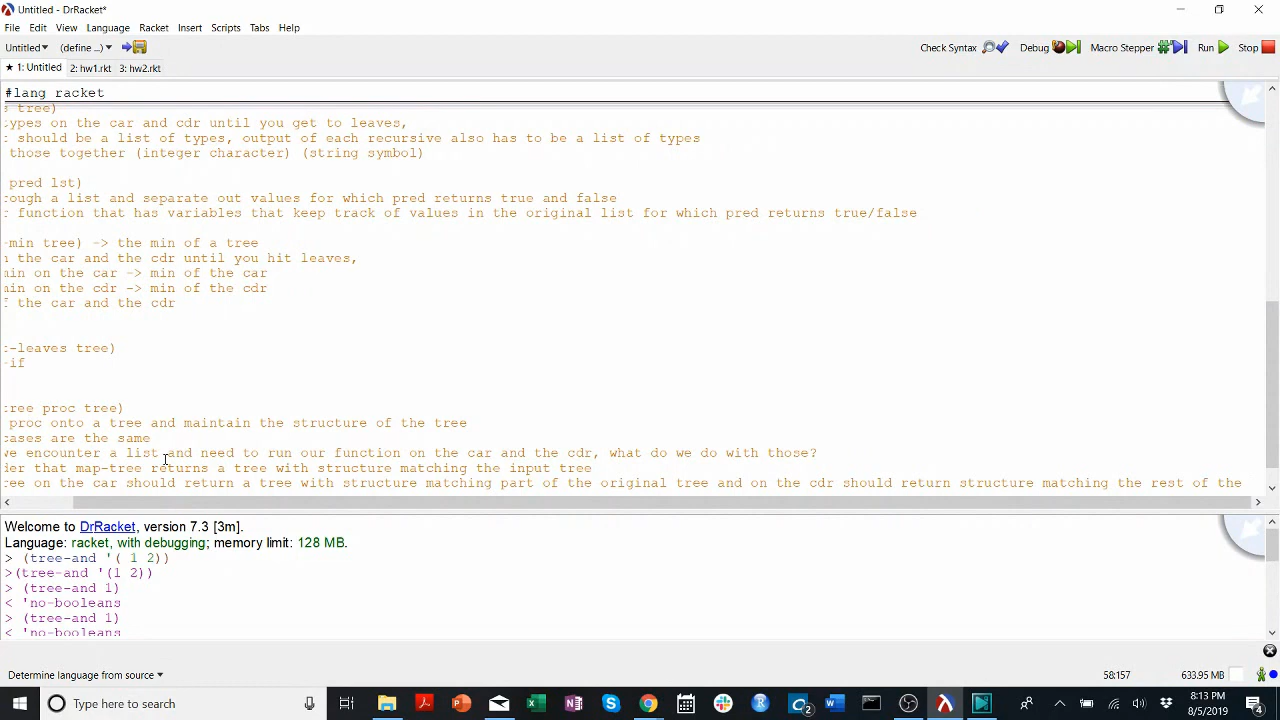 Untitled - DrRacket*
File Edit View Language Racket Insert Scripts Tabs Help
Untitled (define ...) Check Syntax Debug Macro Stepper Run Stop
★ 1: Untitled 2: hw1.rkt 3: hw2.rkt
#lang racket
s tree)
types on the car and cdr until you get to leaves,
r should be a list of types, output of each recursive also has to be a list of types
those together (integer character) (string symbol)
pred lst)
rough a list and separate out values for which pred returns true and false
r function that has variables that keep track of values in the original list for which pred returns true/false
-min tree) -> the min of a tree
n the car and the cdr until you hit leaves,
min on the car -> min of the car
min on the cdr -> min of the cdr
f the car and the cdr
-leaves tree)
-if
tree proc tree)
proc onto a tree and maintain the structure of the tree
cases are the same
we encounter a list and need to run our function on the car and the cdr, what do we do with those?
der that map-tree returns a tree with structure matching the input tree
ree on the car should return a tree with structure matching part of the original tree and on the cdr should return structure matching the rest of the
Welcome to DrRacket, version 7.3 [3m].
Language: racket, with debugging; memory limit: 128 MB.
> (tree-and '( 1 2))
>(tree-and '(1 2))
> (tree-and 1)
< 'no-booleans
> (tree-and 1)
< 'no-booleans
Determine language from source 58:157 633.95 MB
Type here to search
8:13 PM
8/5/2019